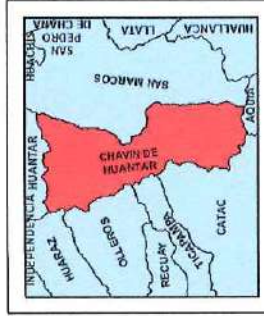 HUACHIS
SAN
PEDRO
DE CHANA
LLATA
HUALLANCA
SAN MARCOS
AQUIA
CHAVIN DE
HUANTAR
INDEPENDENCIA
HUANTAR
HUARAZ
OLLEROS
RECUAY
TICAPAMPA
CATAC